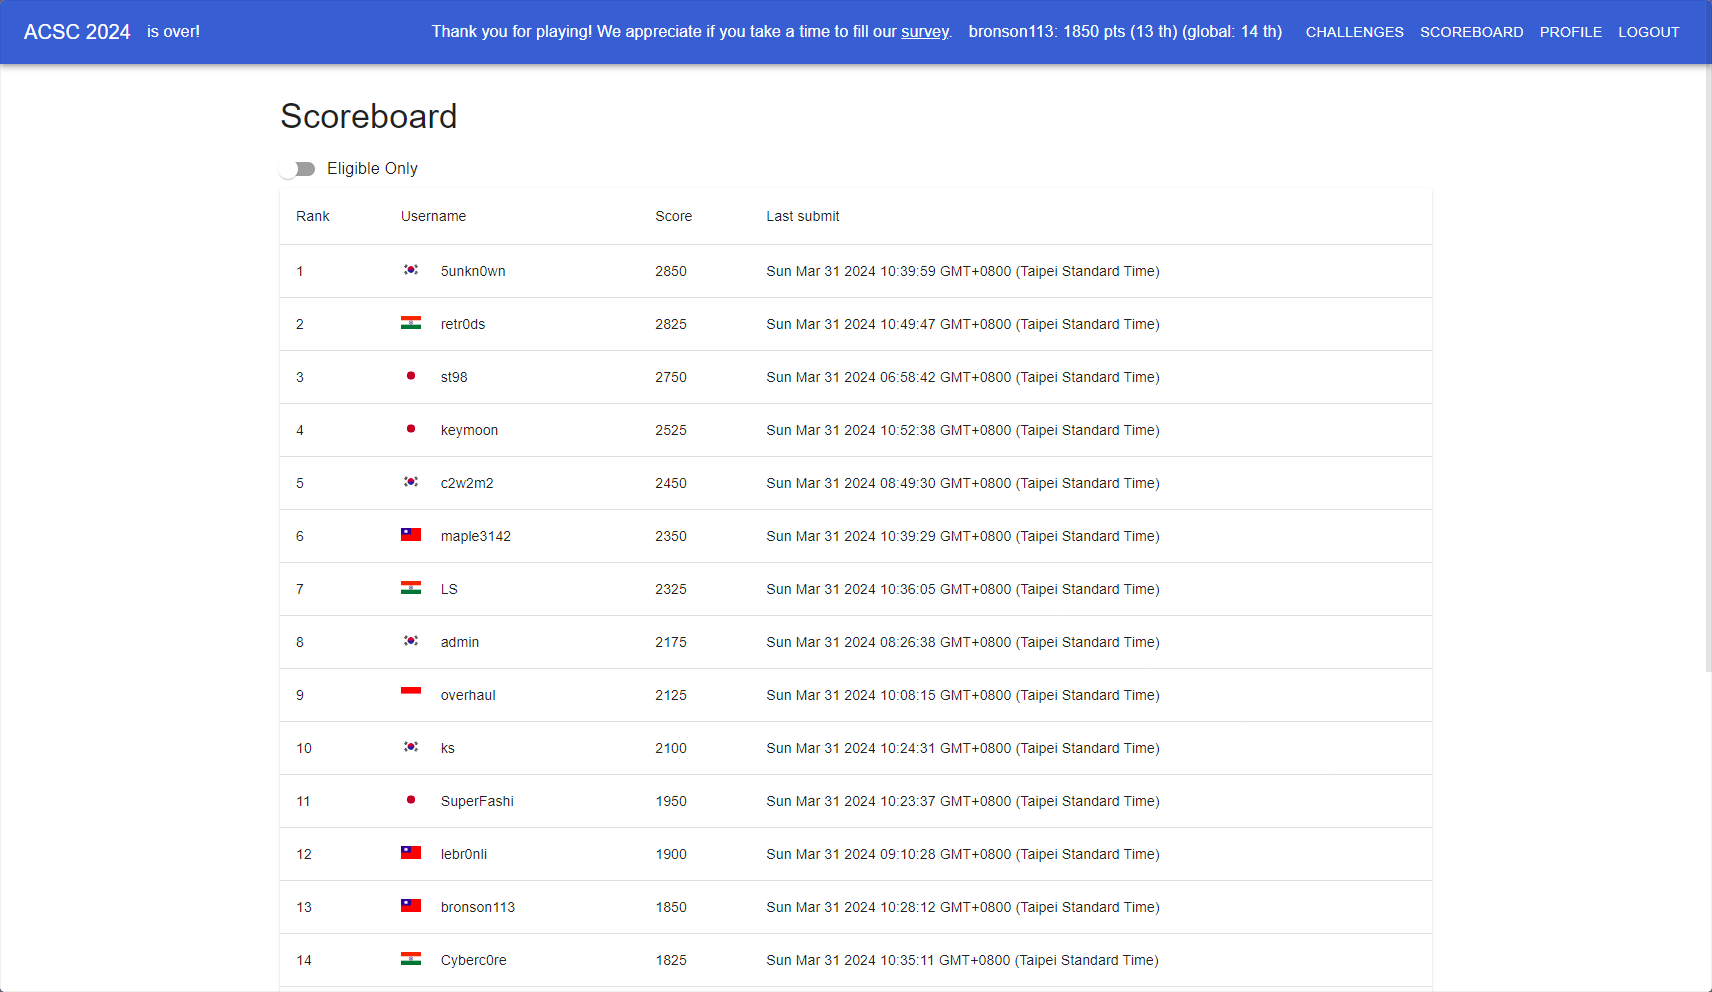 ACSC 2024 is over! Thank you for playing! We appreciate if you take a time to fill our survey. bronson113: 1850 pts (13 th) (global: 14 th) CHALLENGES SCOREBOARD PROFILE LOGOUT
Scoreboard
Eligible Only
Rank Username Score Last submit
1 5unkn0wn 2850 Sun Mar 31 2024 10:39:59 GMT+0800 (Taipei Standard Time)
2 retr0ds 2825 Sun Mar 31 2024 10:49:47 GMT+0800 (Taipei Standard Time)
3 st98 2750 Sun Mar 31 2024 06:58:42 GMT+0800 (Taipei Standard Time)
4 keymoon 2525 Sun Mar 31 2024 10:52:38 GMT+0800 (Taipei Standard Time)
5 c2w2m2 2450 Sun Mar 31 2024 08:49:30 GMT+0800 (Taipei Standard Time)
6 maple3142 2350 Sun Mar 31 2024 10:39:29 GMT+0800 (Taipei Standard Time)
7 LS 2325 Sun Mar 31 2024 10:36:05 GMT+0800 (Taipei Standard Time)
8 admin 2175 Sun Mar 31 2024 08:26:38 GMT+0800 (Taipei Standard Time)
9 overhaul 2125 Sun Mar 31 2024 10:08:15 GMT+0800 (Taipei Standard Time)
10 ks 2100 Sun Mar 31 2024 10:24:31 GMT+0800 (Taipei Standard Time)
11 SuperFashi 1950 Sun Mar 31 2024 10:23:37 GMT+0800 (Taipei Standard Time)
12 lebr0nli 1900 Sun Mar 31 2024 09:10:28 GMT+0800 (Taipei Standard Time)
13 bronson113 1850 Sun Mar 31 2024 10:28:12 GMT+0800 (Taipei Standard Time)
14 Cyberc0re 1825 Sun Mar 31 2024 10:35:11 GMT+0800 (Taipei Standard Time)